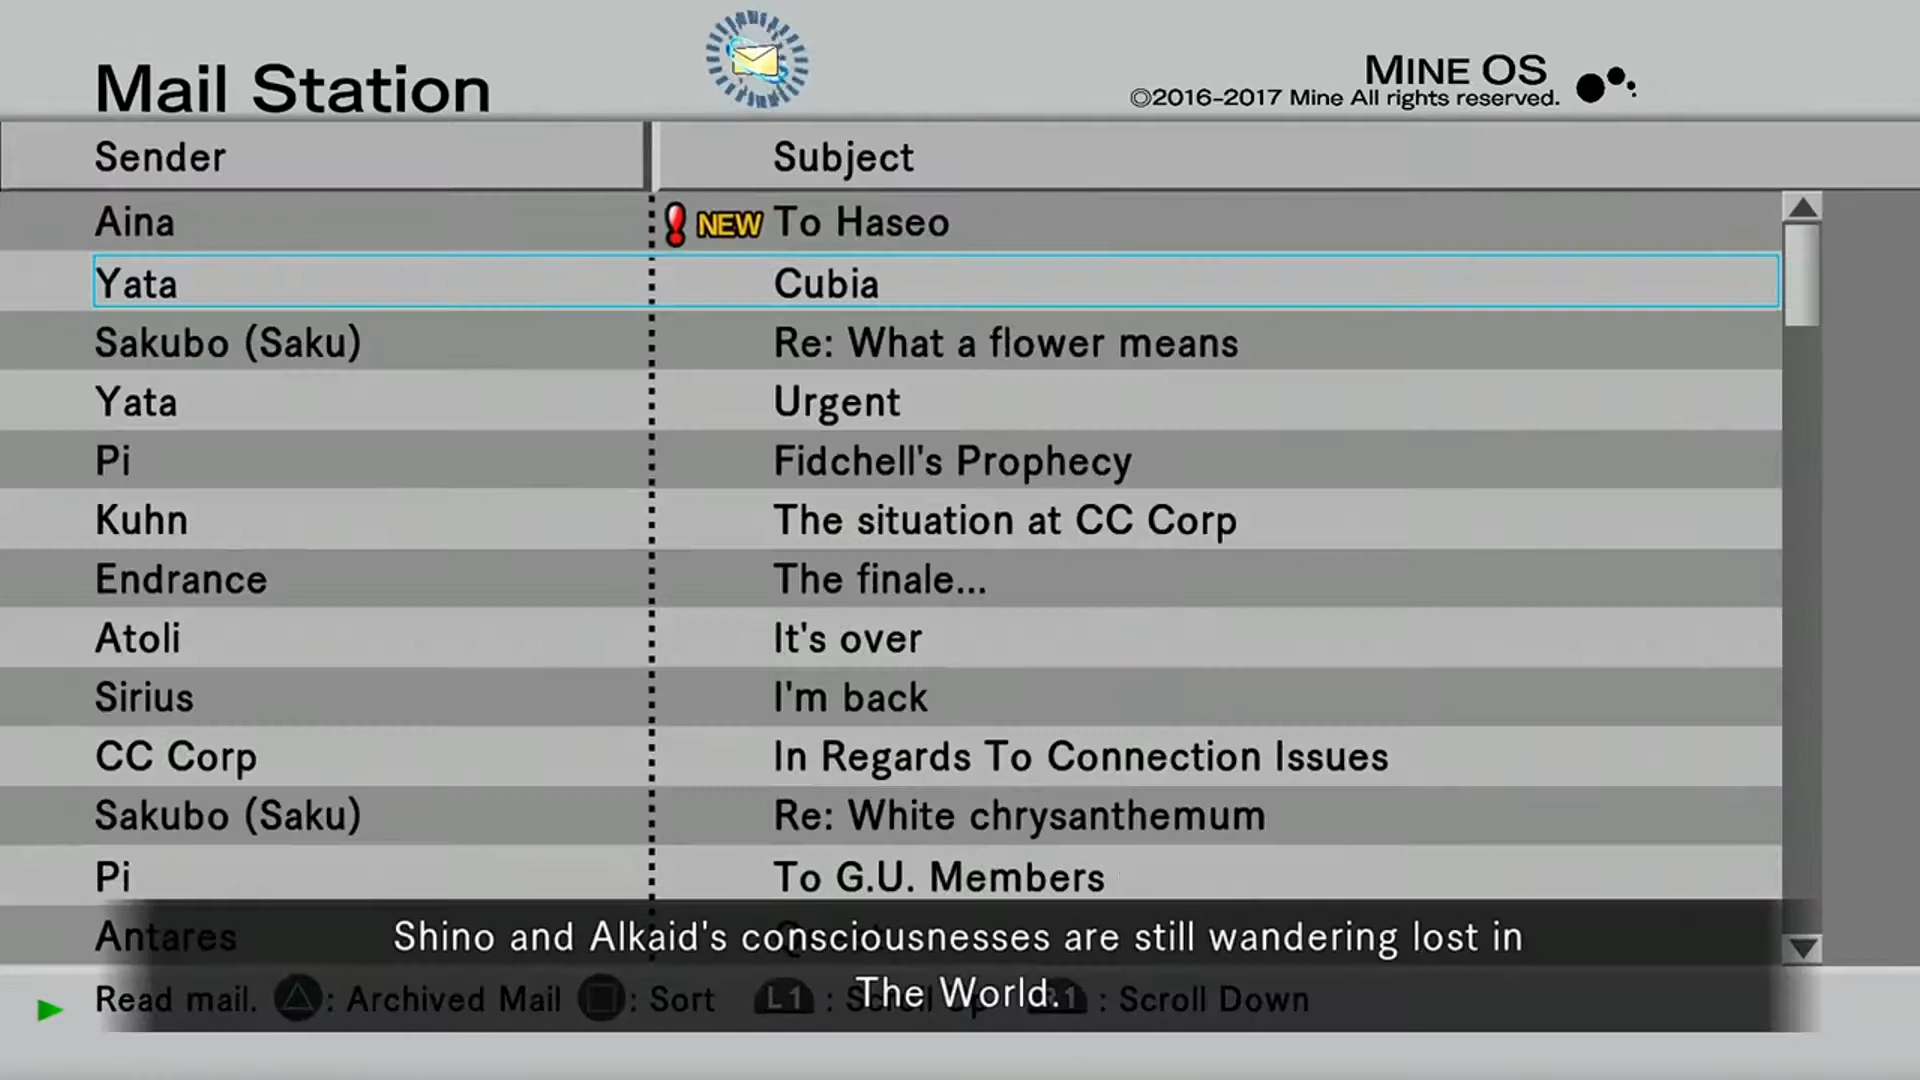 Mail Station
MINE OS
©2016-2017 Mine All rights reserved.
Sender Subject
Aina NEW To Haseo
Yata Cubia
Sakubo (Saku) Re: What a flower means
Yata Urgent
Pi Fidchell's Prophecy
Kuhn The situation at CC Corp
Endrance The finale...
Atoli It's over
Sirius I'm back
CC Corp In Regards To Connection Issues
Sakubo (Saku) Re: White chrysanthemum
Pi To G.U. Members
Antares
Shino and Alkaid's consciousnesses are still wandering lost in
The World.
Read mail. : Archived Mail : Sort L1 : Scroll Up R1 : Scroll Down